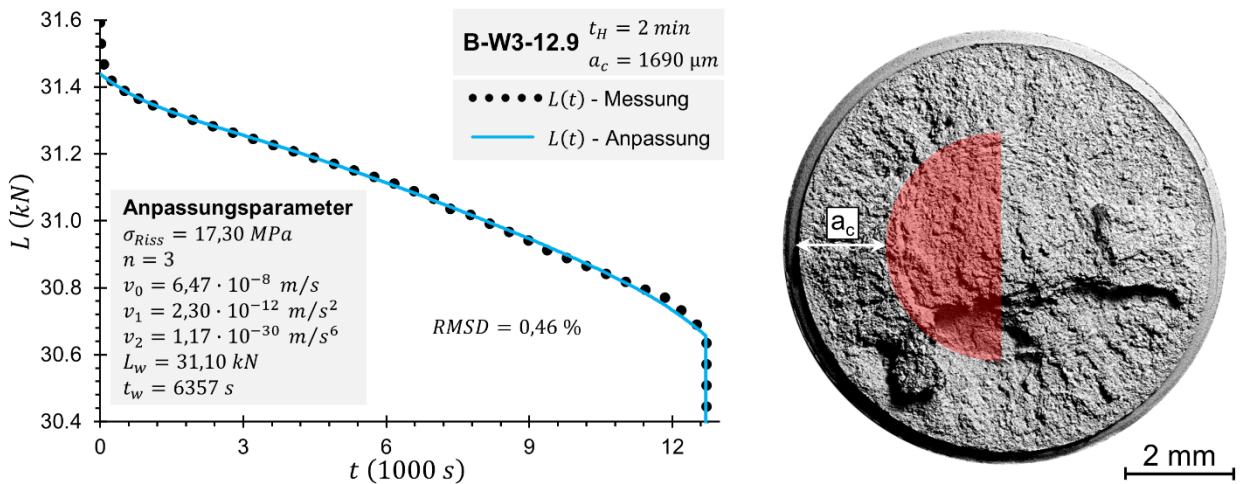 31.6
31.4
31.2
31.0
30.8
30.6
30.4
L (kN)
0
3
6
9
12
t (1000 s)
B-W3-12.9
t_H = 2 min
a_c = 1690 µm
L(t) - Messung
L(t) - Anpassung
Anpassungsparameter
σ_Riss = 17,30 MPa
n = 3
v_0 = 6,47 · 10^−8 m/s
v_1 = 2,30 · 10^−12 m/s²
v_2 = 1,17 · 10^−30 m/s⁶
L_w = 31,10 kN
t_w = 6357 s
RMSD = 0,46 %
a_c
2 mm